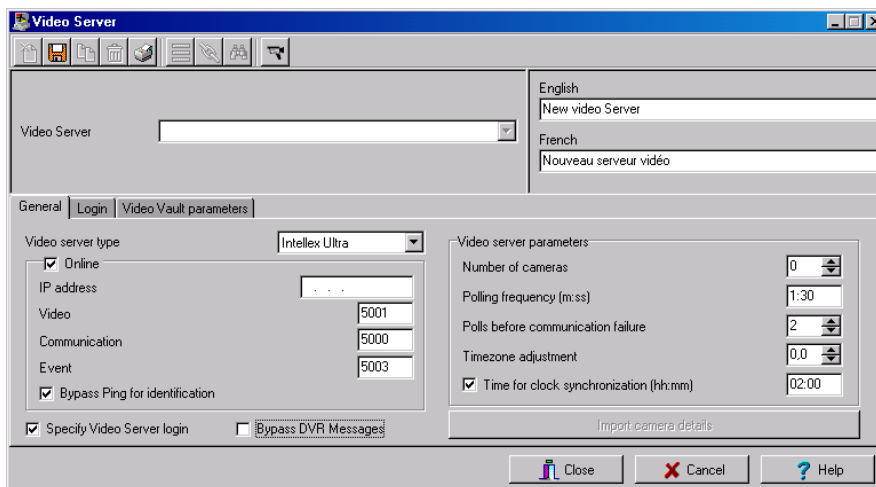 Video Server
English
New video Server
Video Server
French
Nouveau serveur vidéo
General Login Video Vault parameters
Video server type Intellex Ultra
Online
IP address . . .
Video 5001
Communication 5000
Event 5003
Bypass Ping for identification
Specify Video Server login Bypass DVR Messages
Video server parameters
Number of cameras 0
Polling frequency (m:ss) 1:30
Polls before communication failure 2
Timezone adjustment 0,0
Time for clock synchronization (hh:mm) 02:00
Import camera details
Close Cancel Help